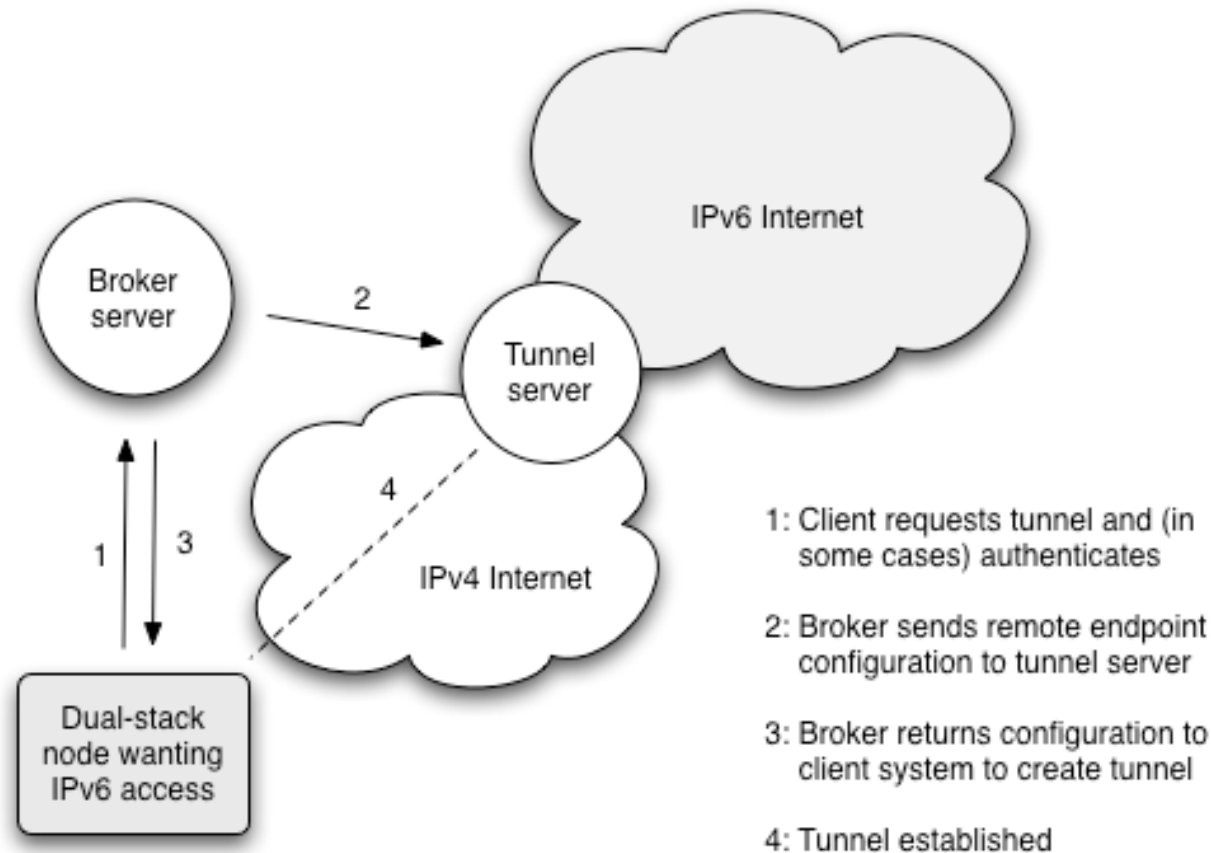 IPv6 Internet
Broker
server
2
Tunnel
server
4
1
3
IPv4 Internet
Dual-stack
node wanting
IPv6 access
1: Client requests tunnel and (in
some cases) authenticates
2: Broker sends remote endpoint
configuration to tunnel server
3: Broker returns configuration to
client system to create tunnel
4: Tunnel established